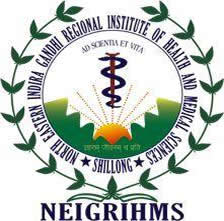 NORTH EASTERN INDIRA GANDHI REGIONAL INSTITUTE OF HEALTH AND MEDICAL SCIENCES
AD SCIENTIA ET VITA
SHILLONG
NEIGRIHMS